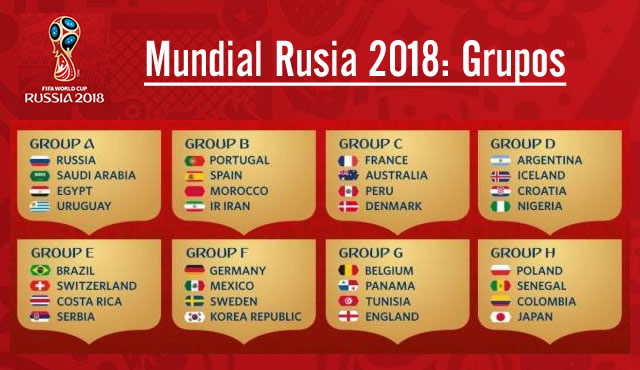 Mundial Rusia 2018: Grupos
FIFA WORLD CUP
RUSSIA 2018
GROUP A
RUSSIA
SAUDI ARABIA
EGYPT
URUGUAY
GROUP B
PORTUGAL
SPAIN
MOROCCO
IR IRAN
GROUP C
FRANCE
AUSTRALIA
PERU
DENMARK
GROUP D
ARGENTINA
ICELAND
CROATIA
NIGERIA
GROUP E
BRAZIL
SWITZERLAND
COSTA RICA
SERBIA
GROUP F
GERMANY
MEXICO
SWEDEN
KOREA REPUBLIC
GROUP G
BELGIUM
PANAMA
TUNISIA
ENGLAND
GROUP H
POLAND
SENEGAL
COLOMBIA
JAPAN